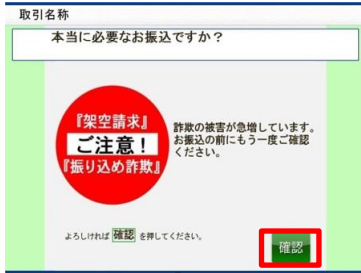 取引名称
本当に必要なお振込ですか？
『架空請求』
ご注意！
『振り込め詐欺』
詐欺の被害が急増しています。
お振込の前にもう一度ご確認
ください。
よろしければ 確認 を押してください。
確認